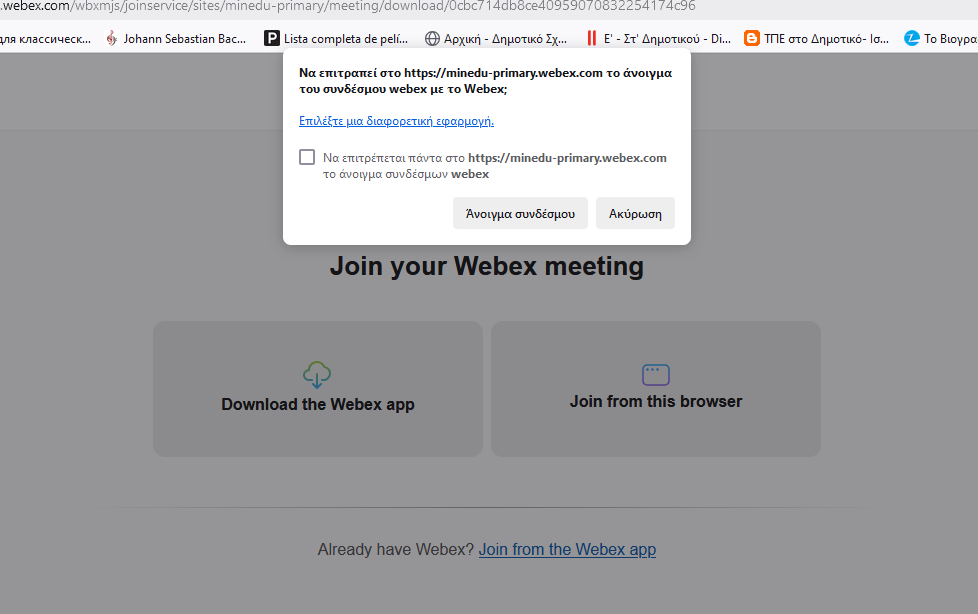 .webex.com/wbxmjs/joinservice/sites/minedu-primary/meeting/download/0cbc714db8ce40959070832254174c96
для классическ... Johann Sebastian Bac... Lista completa de pelí... Αρχική - Δημοτικό Σχ... Ε' - Στ' Δημοτικού - Di... ΤΠΕ στο Δημοτικό- Ισ... Το Βιογρα
Να επιτραπεί στο https://minedu-primary.webex.com το άνοιγμα
του συνδέσμου webex με το Webex;
Επιλέξτε μια διαφορετική εφαρμογή.
Να επιτρέπεται πάντα στο https://minedu-primary.webex.com
το άνοιγμα συνδέσμων webex
Άνοιγμα συνδέσμου Ακύρωση
Join your Webex meeting
Download the Webex app Join from this browser
Already have Webex? Join from the Webex app